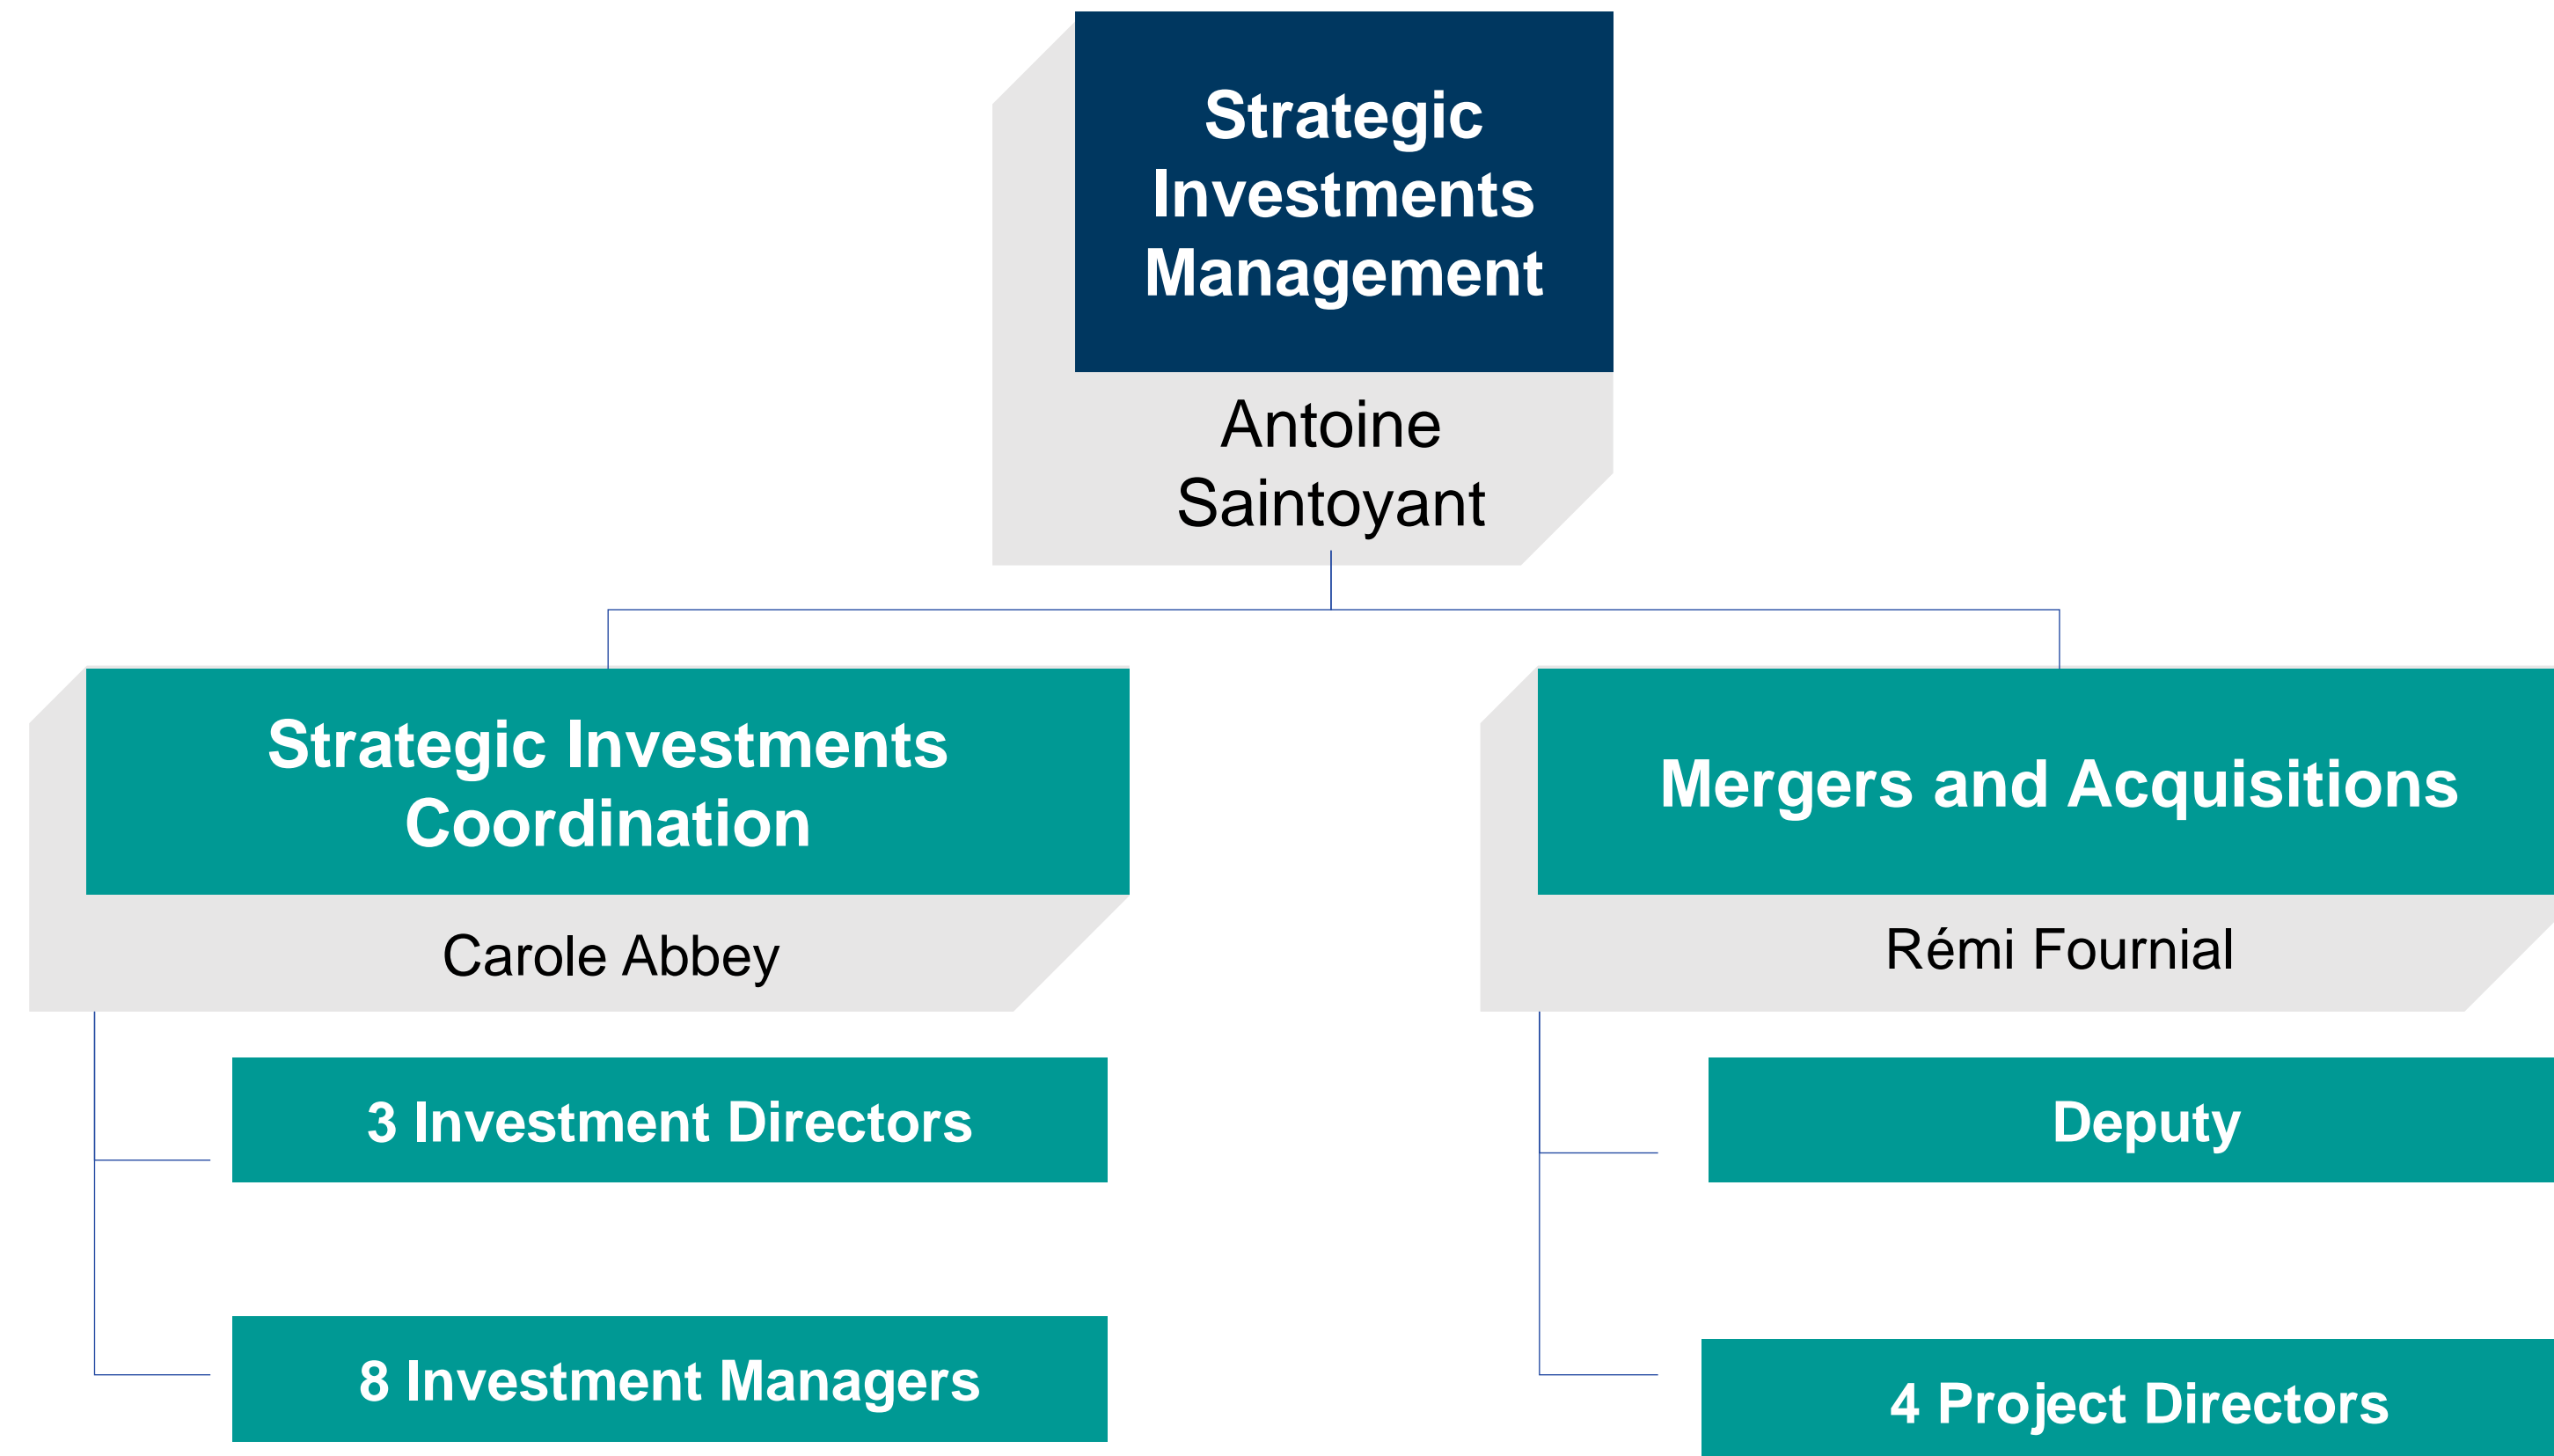 Strategic
Investments
Management
Antoine
Saintoyant
Strategic Investments
Coordination
Carole Abbey
3 Investment Directors
8 Investment Managers
Mergers and Acquisitions
Rémi Fournial
Deputy
4 Project Directors